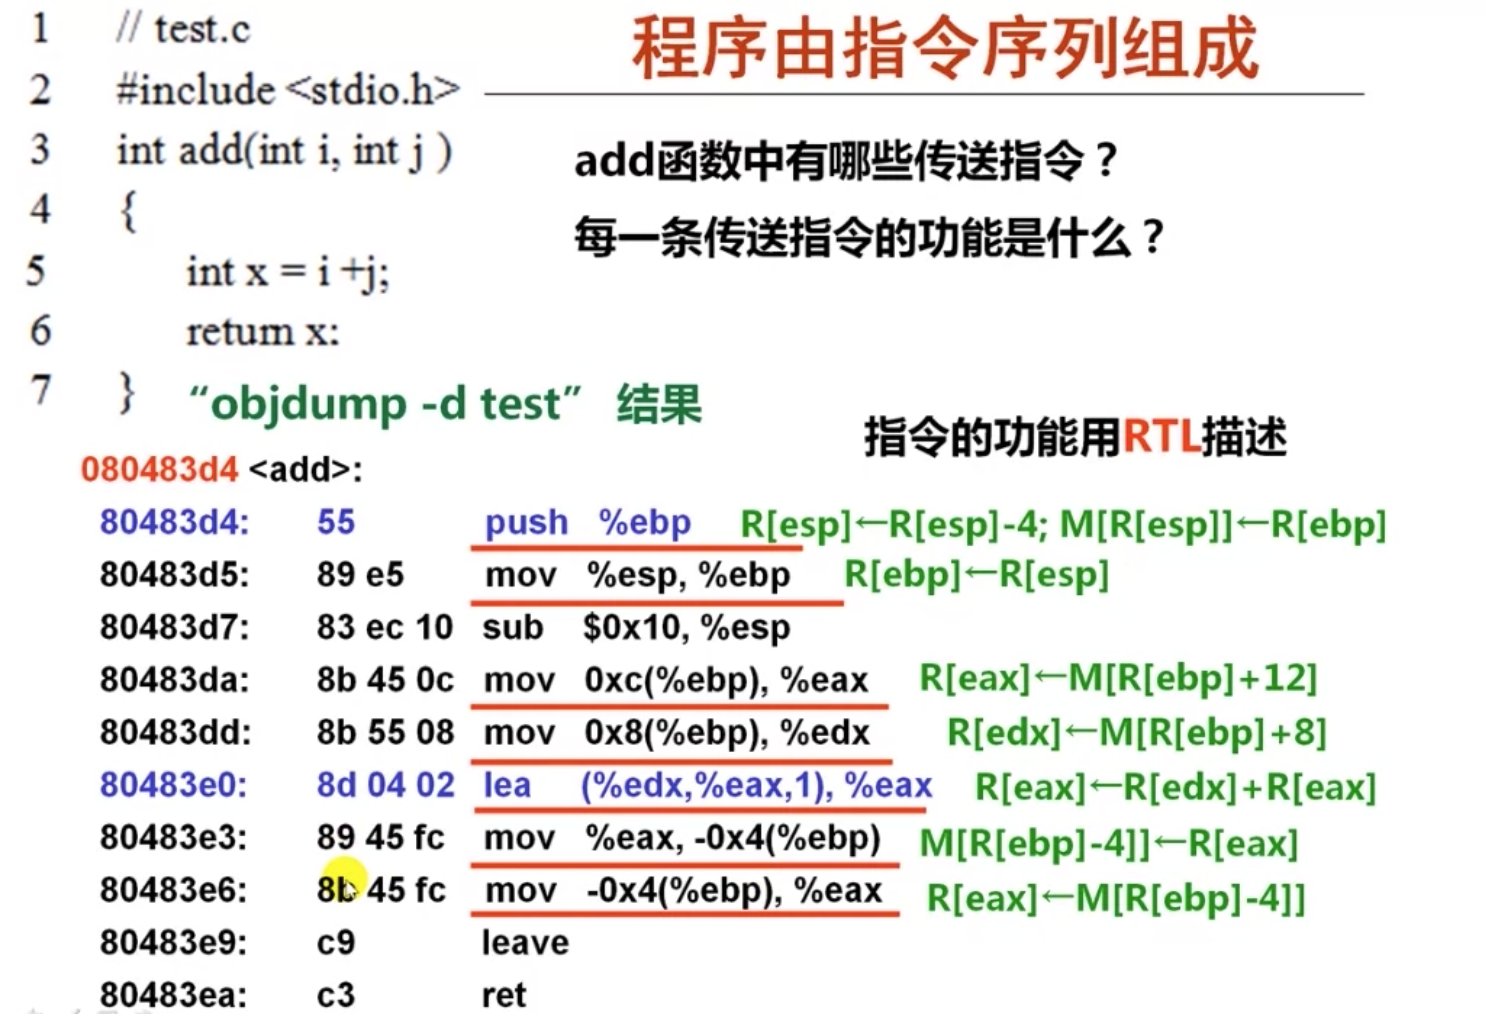 程序由指令序列组成
1 // test.c
2 #include <stdio.h>
3 int add(int i, int j )
4 {
5 int x = i +j;
6 return x:
7 }
add函数中有哪些传送指令？
每一条传送指令的功能是什么？
“objdump -d test” 结果
指令的功能用RTL描述
080483d4 <add>:
80483d4: 55 push %ebp R[esp]←R[esp]-4; M[R[esp]]←R[ebp]
80483d5: 89 e5 mov %esp, %ebp R[ebp]←R[esp]
80483d7: 83 ec 10 sub $0x10, %esp
80483da: 8b 45 0c mov 0xc(%ebp), %eax R[eax]←M[R[ebp]+12]
80483dd: 8b 55 08 mov 0x8(%ebp), %edx R[edx]←M[R[ebp]+8]
80483e0: 8d 04 02 lea (%edx,%eax,1), %eax R[eax]←R[edx]+R[eax]
80483e3: 89 45 fc mov %eax, -0x4(%ebp) M[R[ebp]-4]]←R[eax]
80483e6: 8b 45 fc mov -0x4(%ebp), %eax R[eax]←M[R[ebp]-4]]
80483e9: c9 leave
80483ea: c3 ret